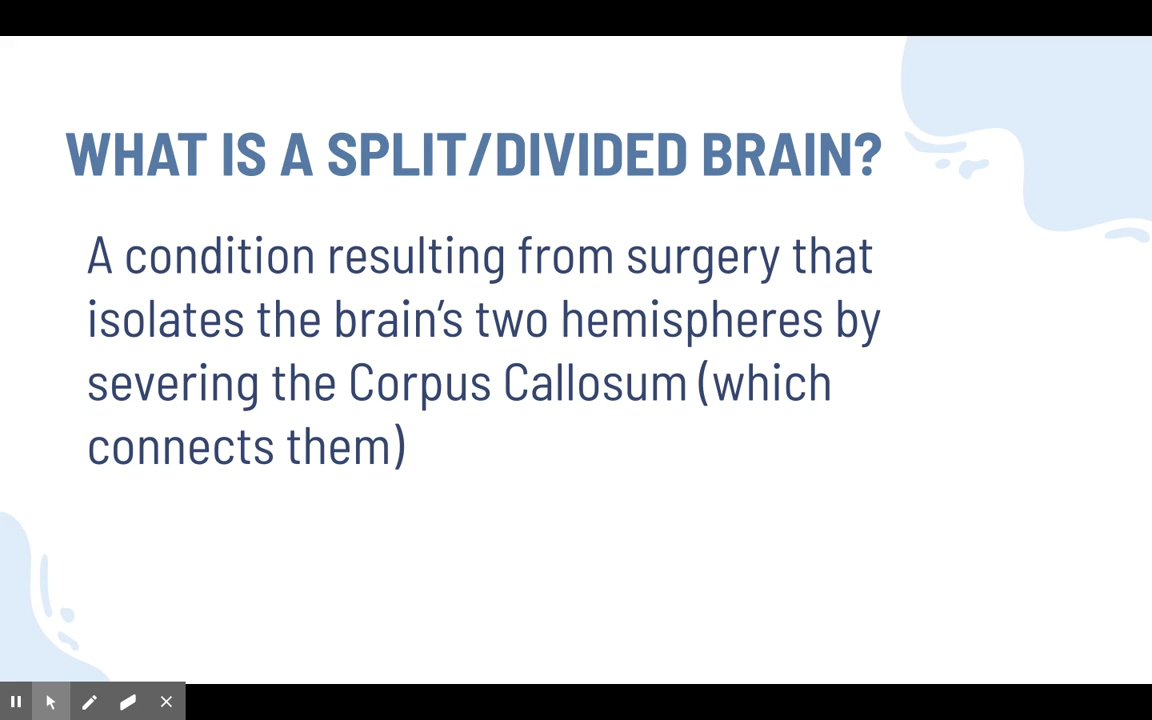 WHAT IS A SPLIT/DIVIDED BRAIN?
A condition resulting from surgery that
isolates the brain’s two hemispheres by
severing the Corpus Callosum (which
connects them)